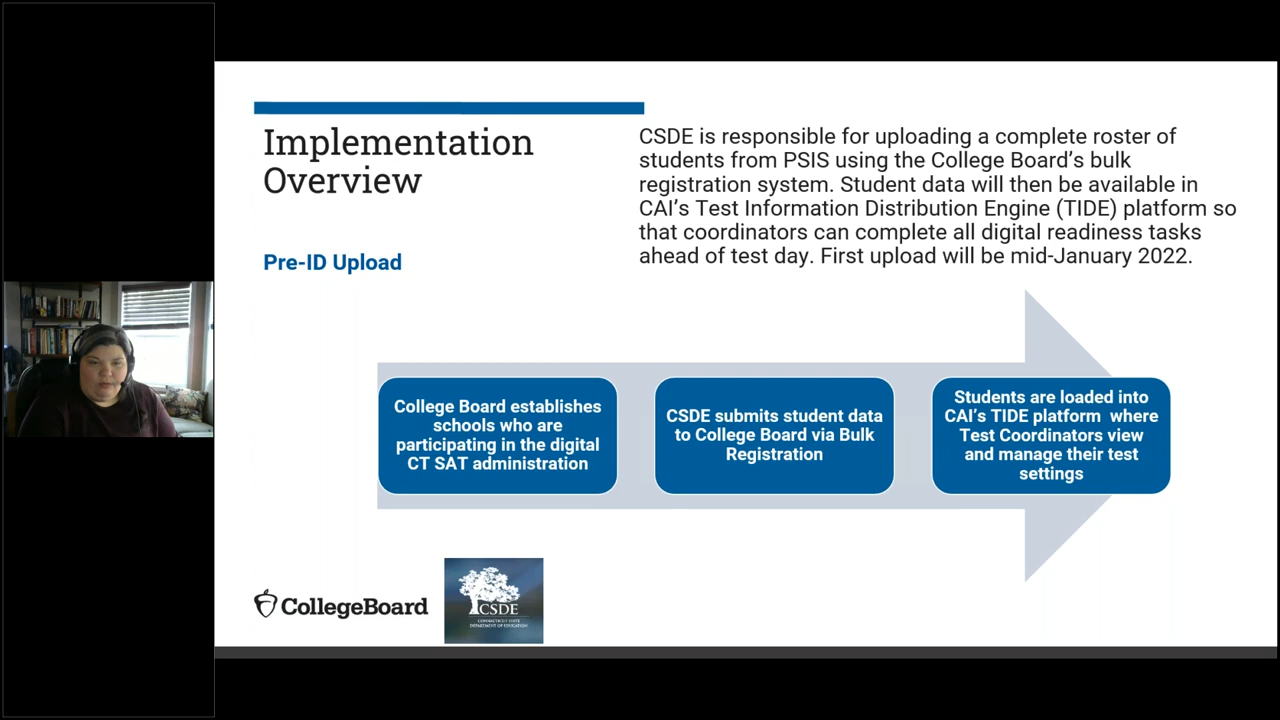 Implementation
Overview
Pre-ID Upload
CSDE is responsible for uploading a complete roster of
students from PSIS using the College Board’s bulk
registration system. Student data will then be available in
CAI’s Test Information Distribution Engine (TIDE) platform so
that coordinators can complete all digital readiness tasks
ahead of test day. First upload will be mid-January 2022.
College Board establishes
schools who are
participating in the digital
CT SAT administration
CSDE submits student data
to College Board via Bulk
Registration
Students are loaded into
CAI’s TIDE platform where
Test Coordinators view
and manage their test
settings
CollegeBoard
CSDE
CONNECTICUT STATE
DEPARTMENT OF EDUCATION